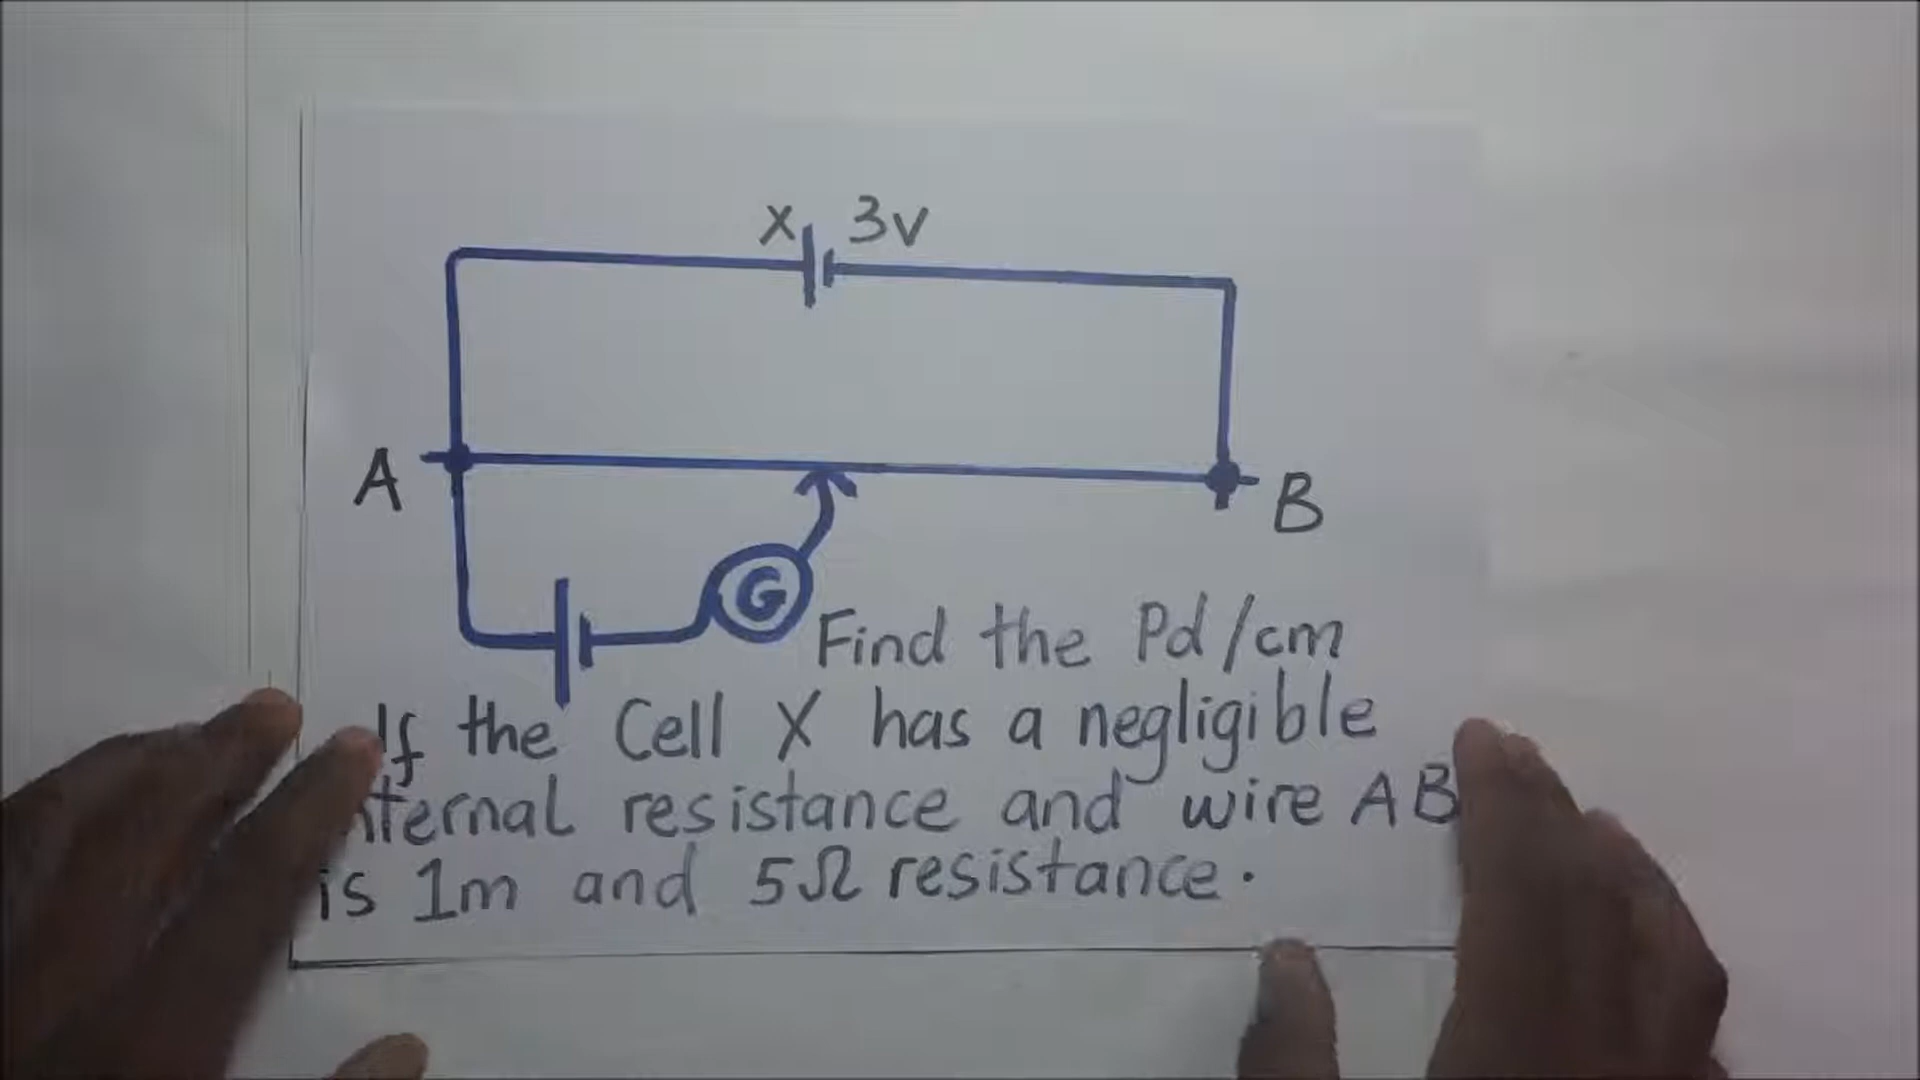 X 3v
A
B
G
Find the Pd/cm
If the Cell X has a negligible
nternal resistance and wire AB
is 1m and 5Ω resistance.